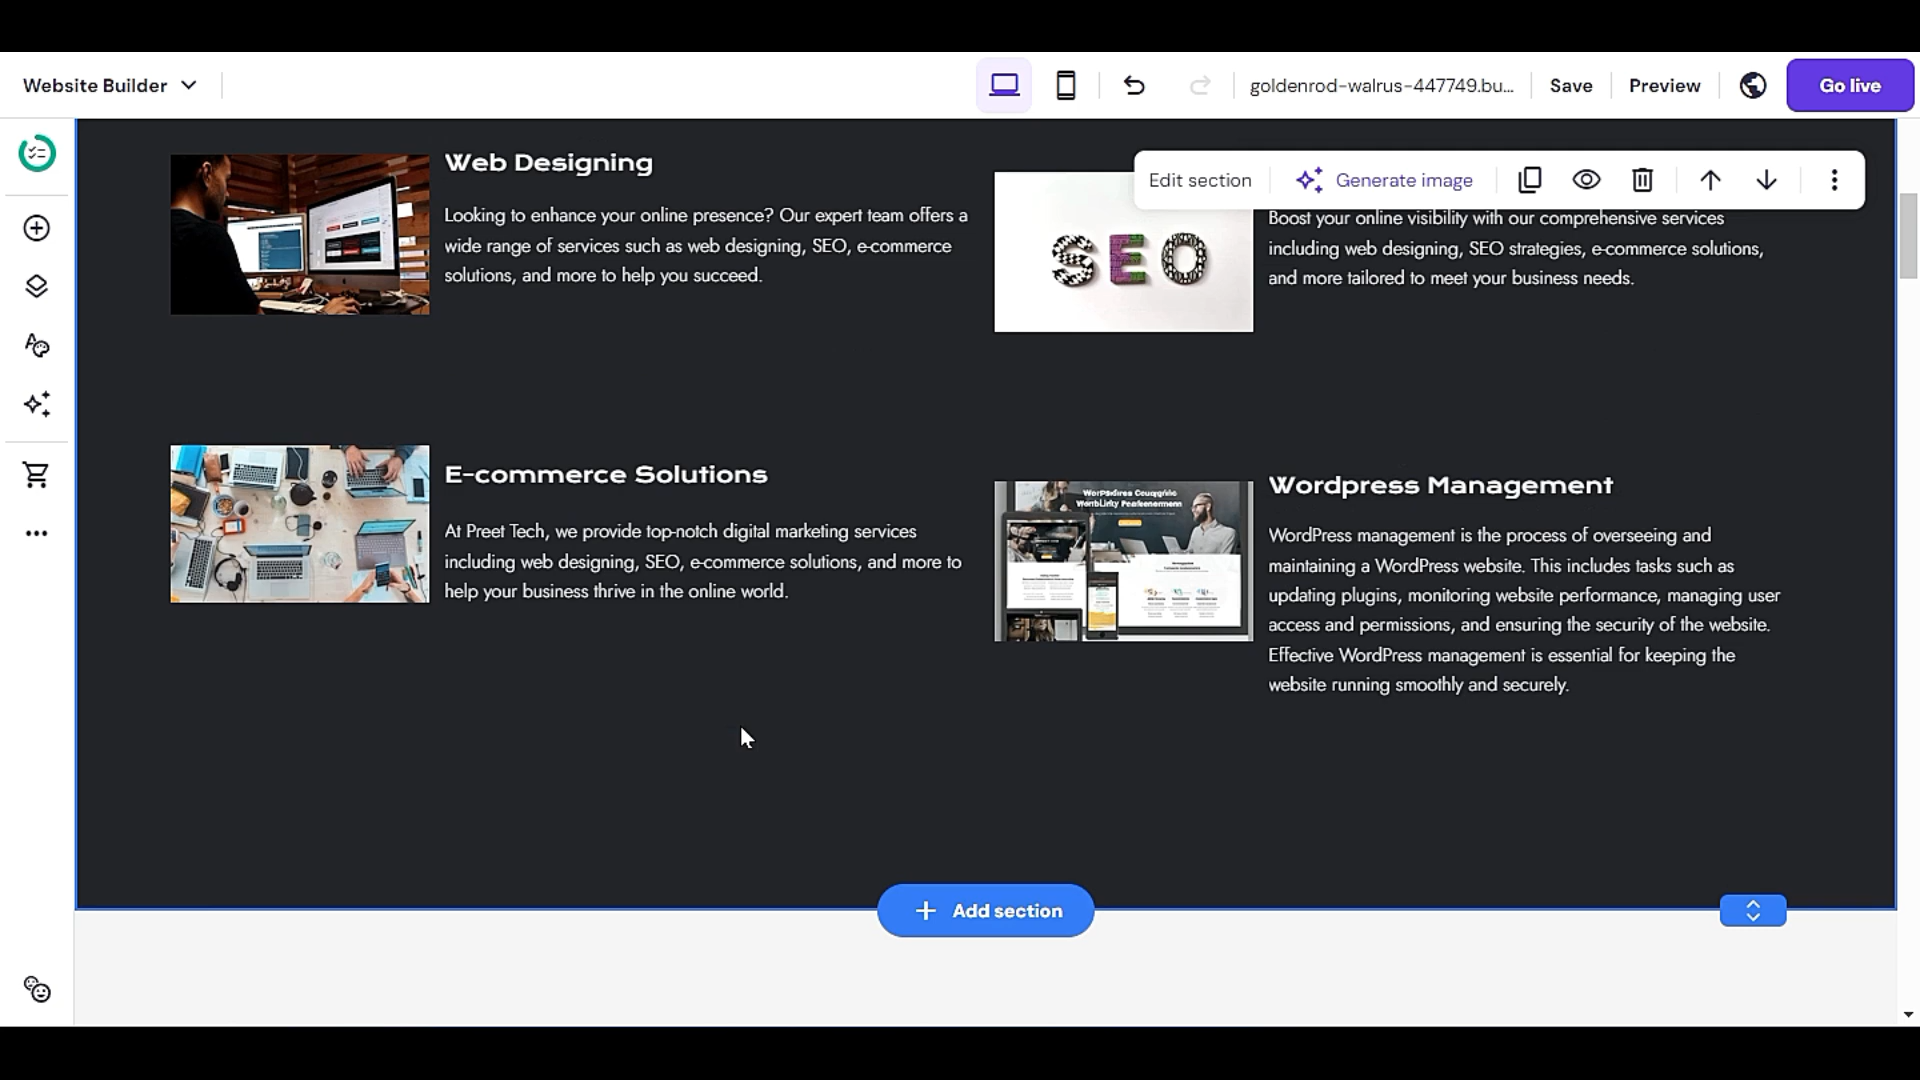 Website Builder
goldenrod-walrus-447749.bu...
Save
Preview
Go live
Edit section
Generate image
Web Designing
Looking to enhance your online presence? Our expert team offers a
wide range of services such as web designing, SEO, e-commerce
solutions, and more to help you succeed.
SEO
Boost your online visibility with our comprehensive services
including web designing, SEO strategies, e-commerce solutions,
and more tailored to meet your business needs.
E-commerce Solutions
At Preet Tech, we provide top-notch digital marketing services
including web designing, SEO, e-commerce solutions, and more to
help your business thrive in the online world.
Wordpress Management
WordPress management is the process of overseeing and
maintaining a WordPress website. This includes tasks such as
updating plugins, monitoring website performance, managing user
access and permissions, and ensuring the security of the website.
Effective WordPress management is essential for keeping the
website running smoothly and securely.
Add section